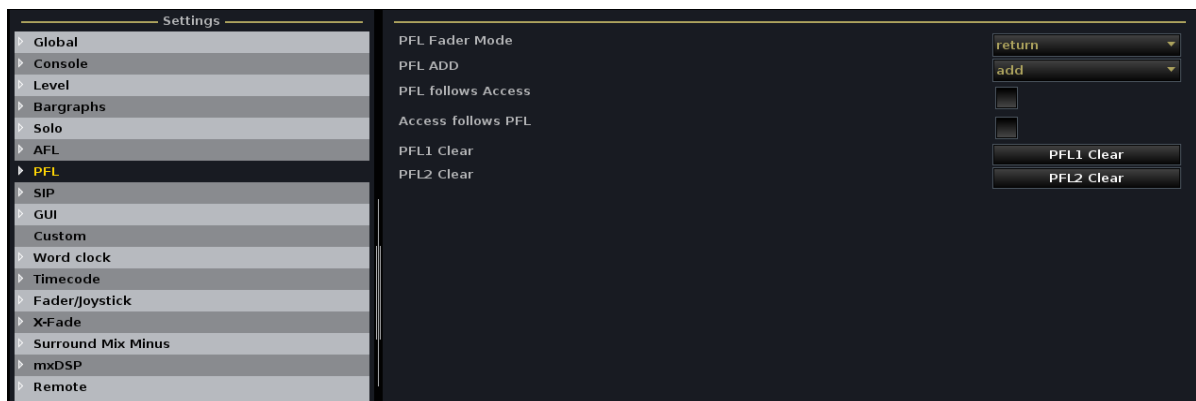 Settings
Global
Console
Level
Bargraphs
Solo
AFL
PFL
SIP
GUI
Custom
Word clock
Timecode
Fader/Joystick
X-Fade
Surround Mix Minus
mxDSP
Remote
PFL Fader Mode
return
PFL ADD
add
PFL follows Access
Access follows PFL
PFL1 Clear
PFL1 Clear
PFL2 Clear
PFL2 Clear